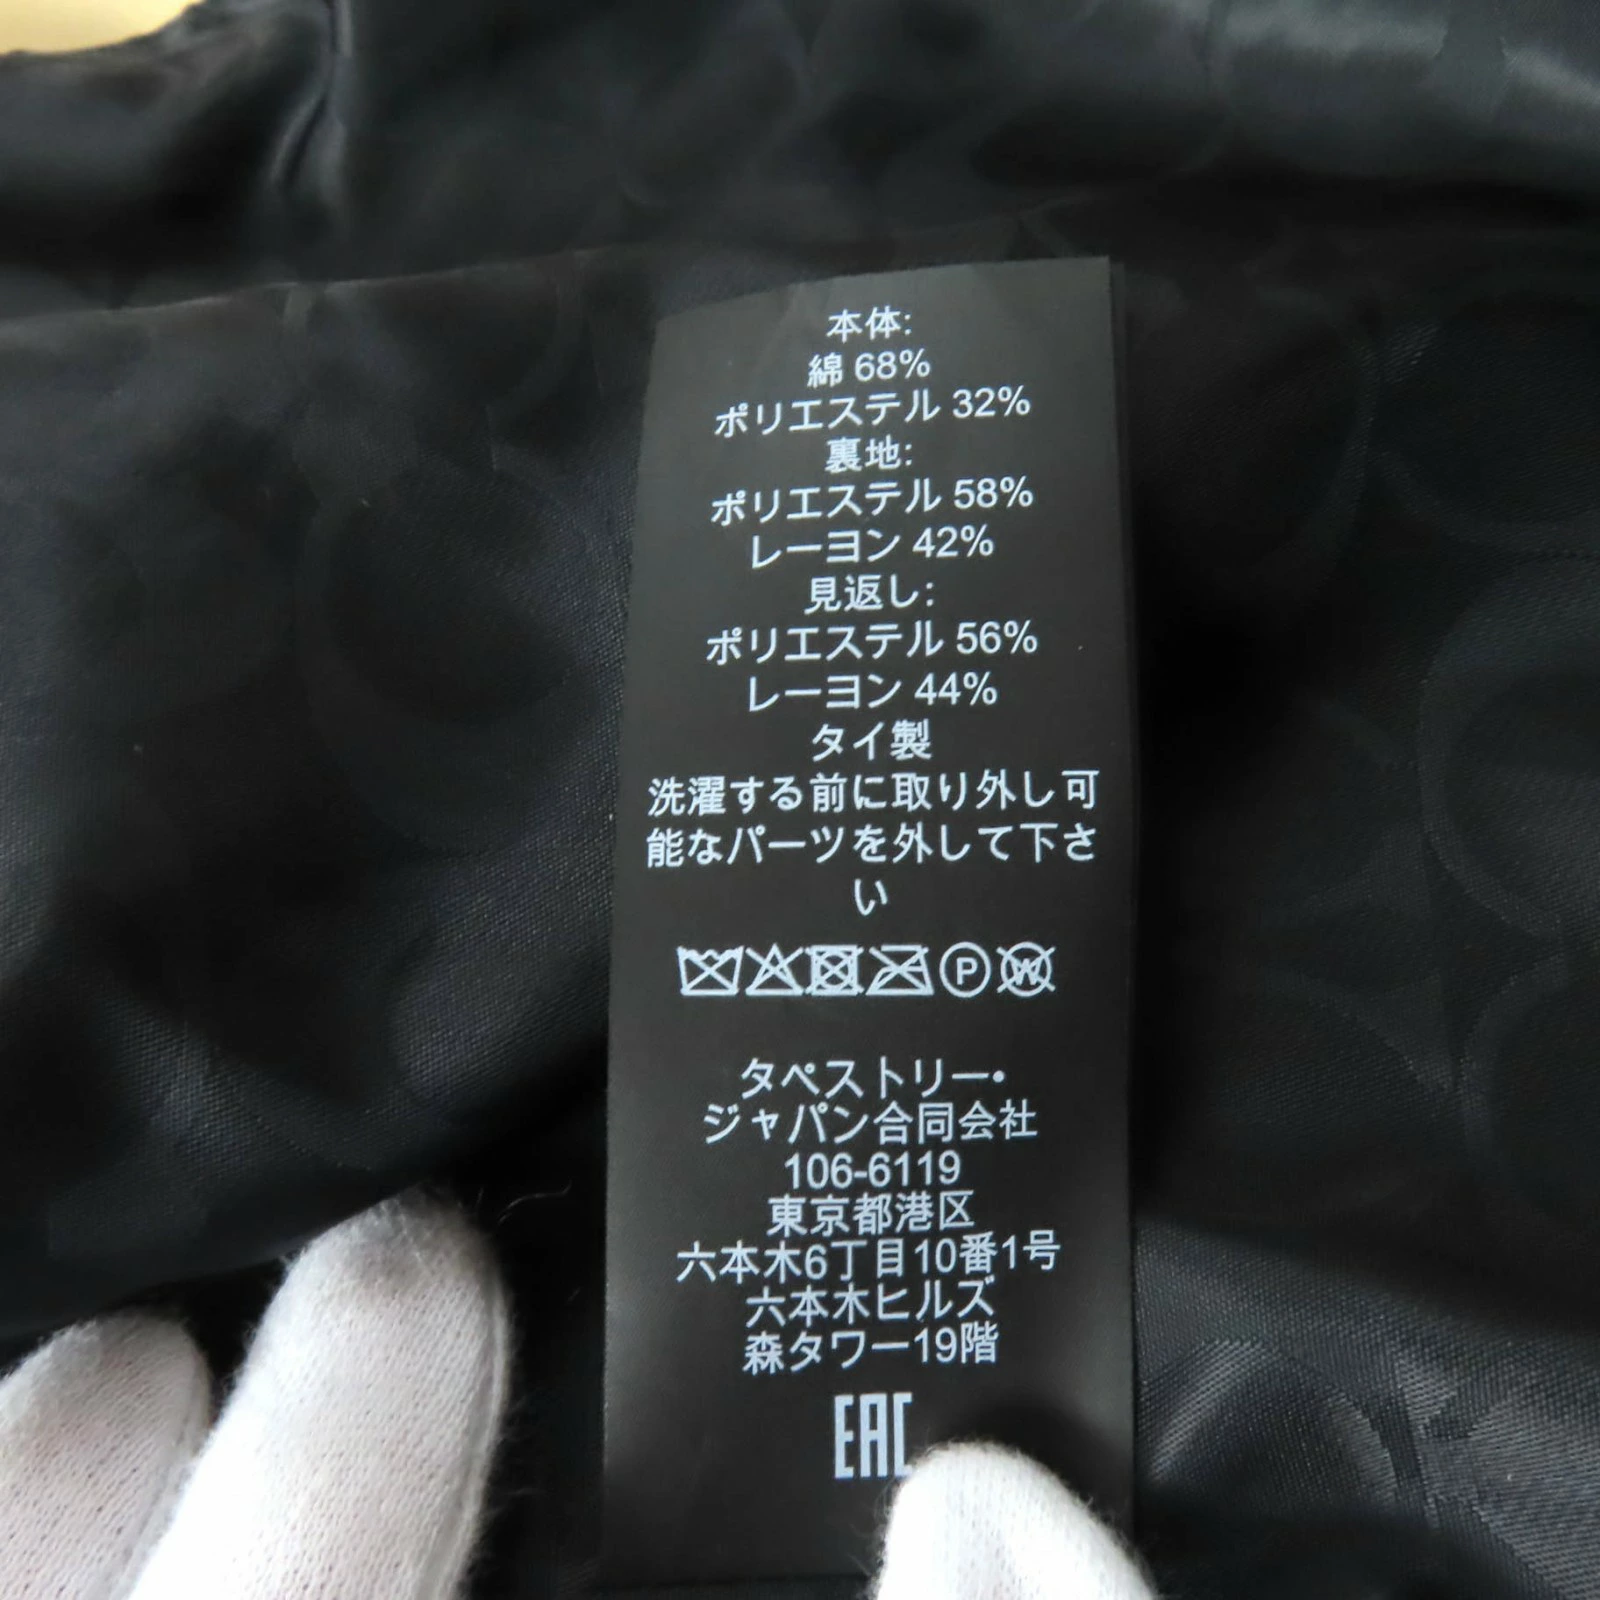 本体:
綿 68%
ポリエステル 32%
裏地:
ポリエステル 58%
レーヨン 42%
見返し:
ポリエステル 56%
レーヨン 44%
タイ製
洗濯する前に取り外し可
能なパーツを外して下さ
い
P W
タペストリー・
ジャパン合同会社
106-6119
東京都港区
六本木6丁目10番1号
六本木ヒルズ
森タワー19階
EAC